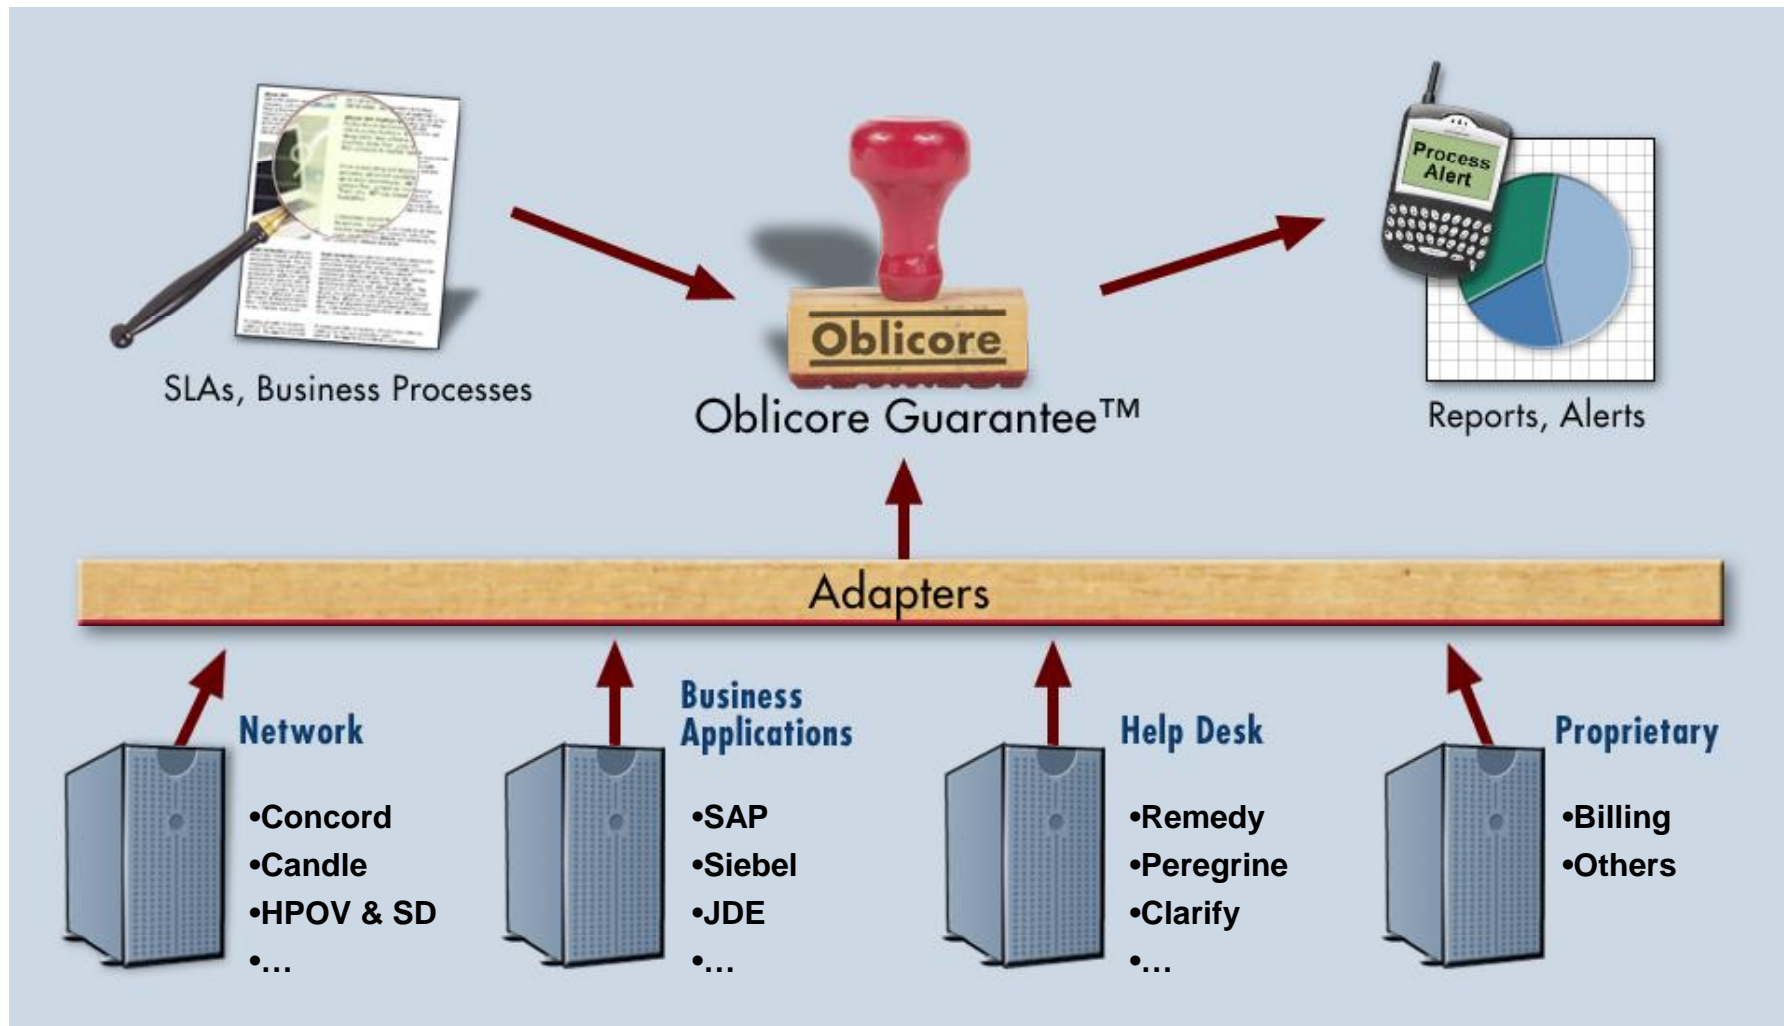 Process
Alert
Oblicore
SLAs, Business Processes
Oblicore Guarantee™
Reports, Alerts
Adapters
Network
•Concord
•Candle
•HPOV & SD
•…
Business
Applications
•SAP
•Siebel
•JDE
•…
Help Desk
•Remedy
•Peregrine
•Clarify
•…
Proprietary
•Billing
•Others